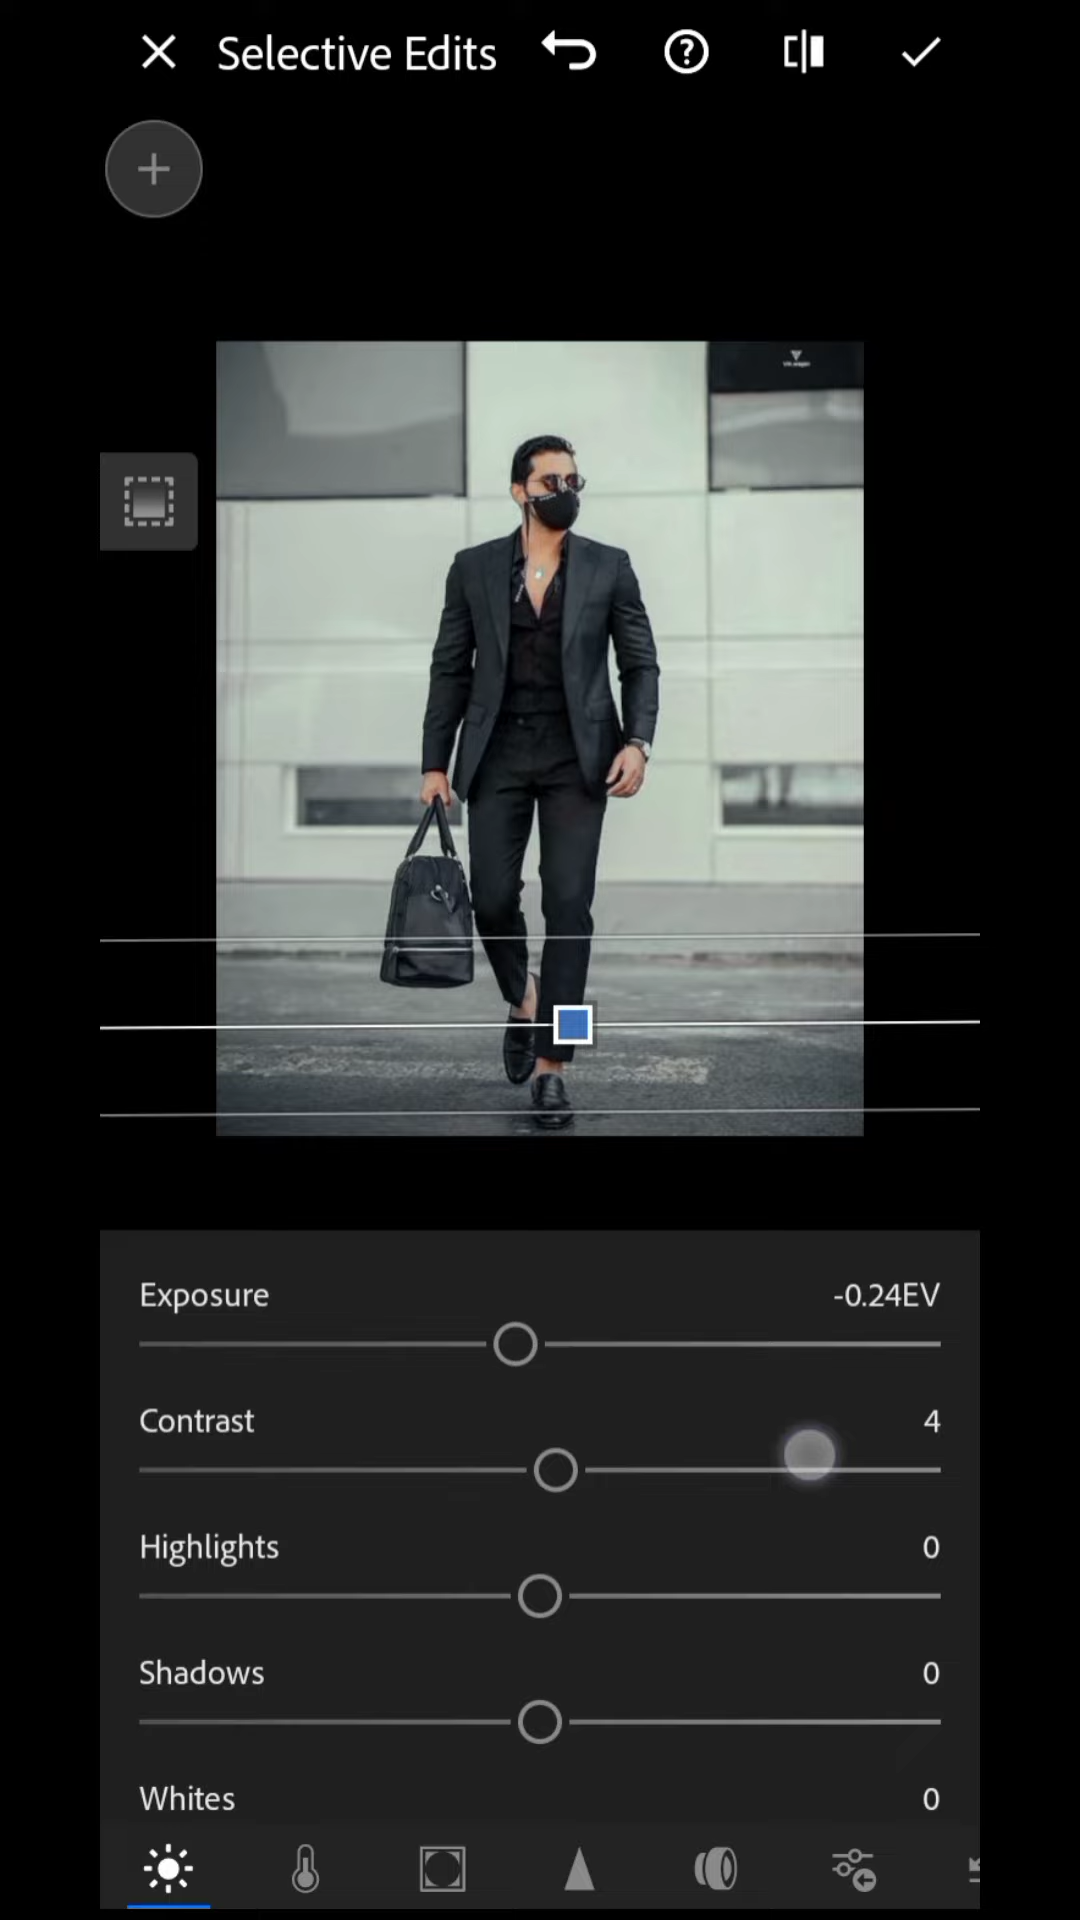 Selective Edits
Exposure
-0.24EV
Contrast
4
Highlights
0
Shadows
0
Whites
0